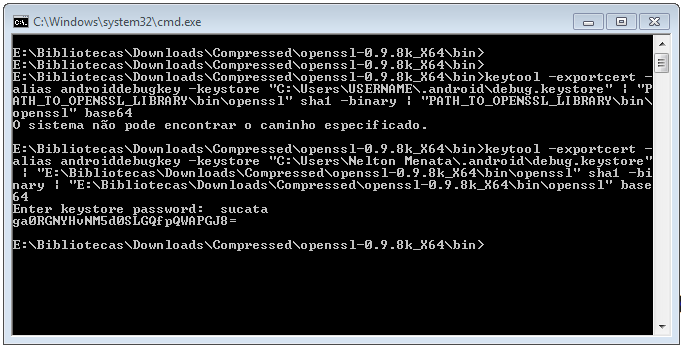 C:\Windows\system32\cmd.exe
E:\Bibliotecas\Downloads\Compressed\openssl-0.9.8k_X64\bin>
E:\Bibliotecas\Downloads\Compressed\openssl-0.9.8k_X64\bin>
E:\Bibliotecas\Downloads\Compressed\openssl-0.9.8k_X64\bin>keytool -exportcert -
alias androiddebugkey -keystore "C:\Users\USERNAME\.android\debug.keystore" | "P
ATH_TO_OPENSSL_LIBRARY\bin\openssl" sha1 -binary | "PATH_TO_OPENSSL_LIBRARY\bin\
openssl" base64
O sistema não pode encontrar o caminho especificado.
E:\Bibliotecas\Downloads\Compressed\openssl-0.9.8k_X64\bin>keytool -exportcert -
alias androiddebugkey -keystore "C:\Users\Nelton Menata\.android\debug.keystore"
 | "E:\Bibliotecas\Downloads\Compressed\openssl-0.9.8k_X64\bin\openssl" sha1 -bi
nary | "E:\Bibliotecas\Downloads\Compressed\openssl-0.9.8k_X64\bin\openssl" base
64
Enter keystore password:  sucata
ga0RGNYHvNM5d0SLGQfpQWAPGJ8=
E:\Bibliotecas\Downloads\Compressed\openssl-0.9.8k_X64\bin>